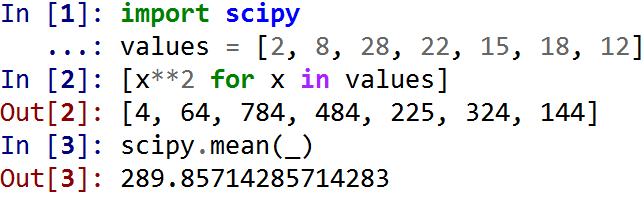 In [1]: import scipy
   ...: values = [2, 8, 28, 22, 15, 18, 12]
In [2]: [x**2 for x in values]
Out[2]: [4, 64, 784, 484, 225, 324, 144]
In [3]: scipy.mean(_)
Out[3]: 289.85714285714283